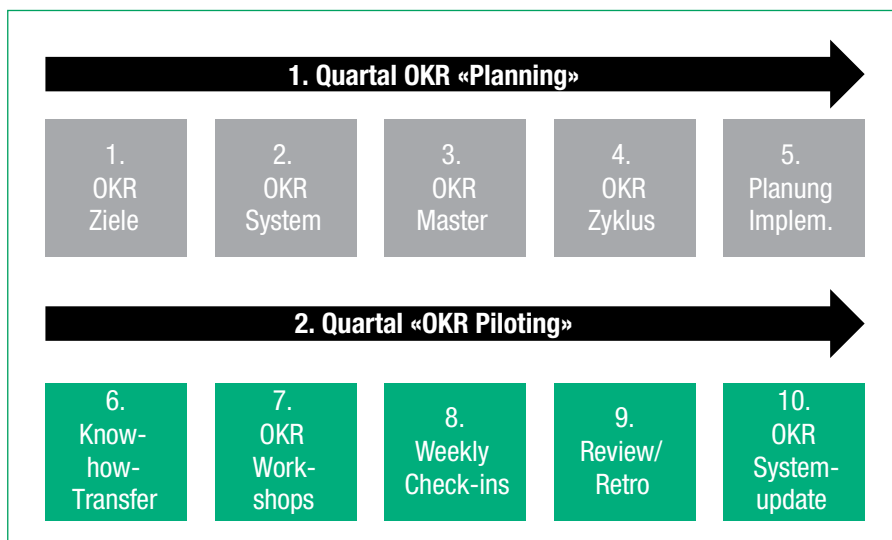 1. Quartal OKR «Planning»
1.
OKR
Ziele
2.
OKR
System
3.
OKR
Master
4.
OKR
Zyklus
5.
Planung
Implem.
2. Quartal «OKR Piloting»
6.
Know-
how-
Transfer
7.
OKR
Work-
shops
8.
Weekly
Check-ins
9.
Review/
Retro
10.
OKR
System-
update